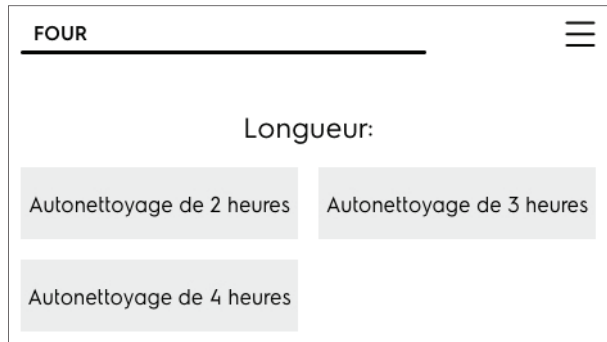 FOUR
Longueur:
Autonettoyage de 2 heures
Autonettoyage de 3 heures
Autonettoyage de 4 heures